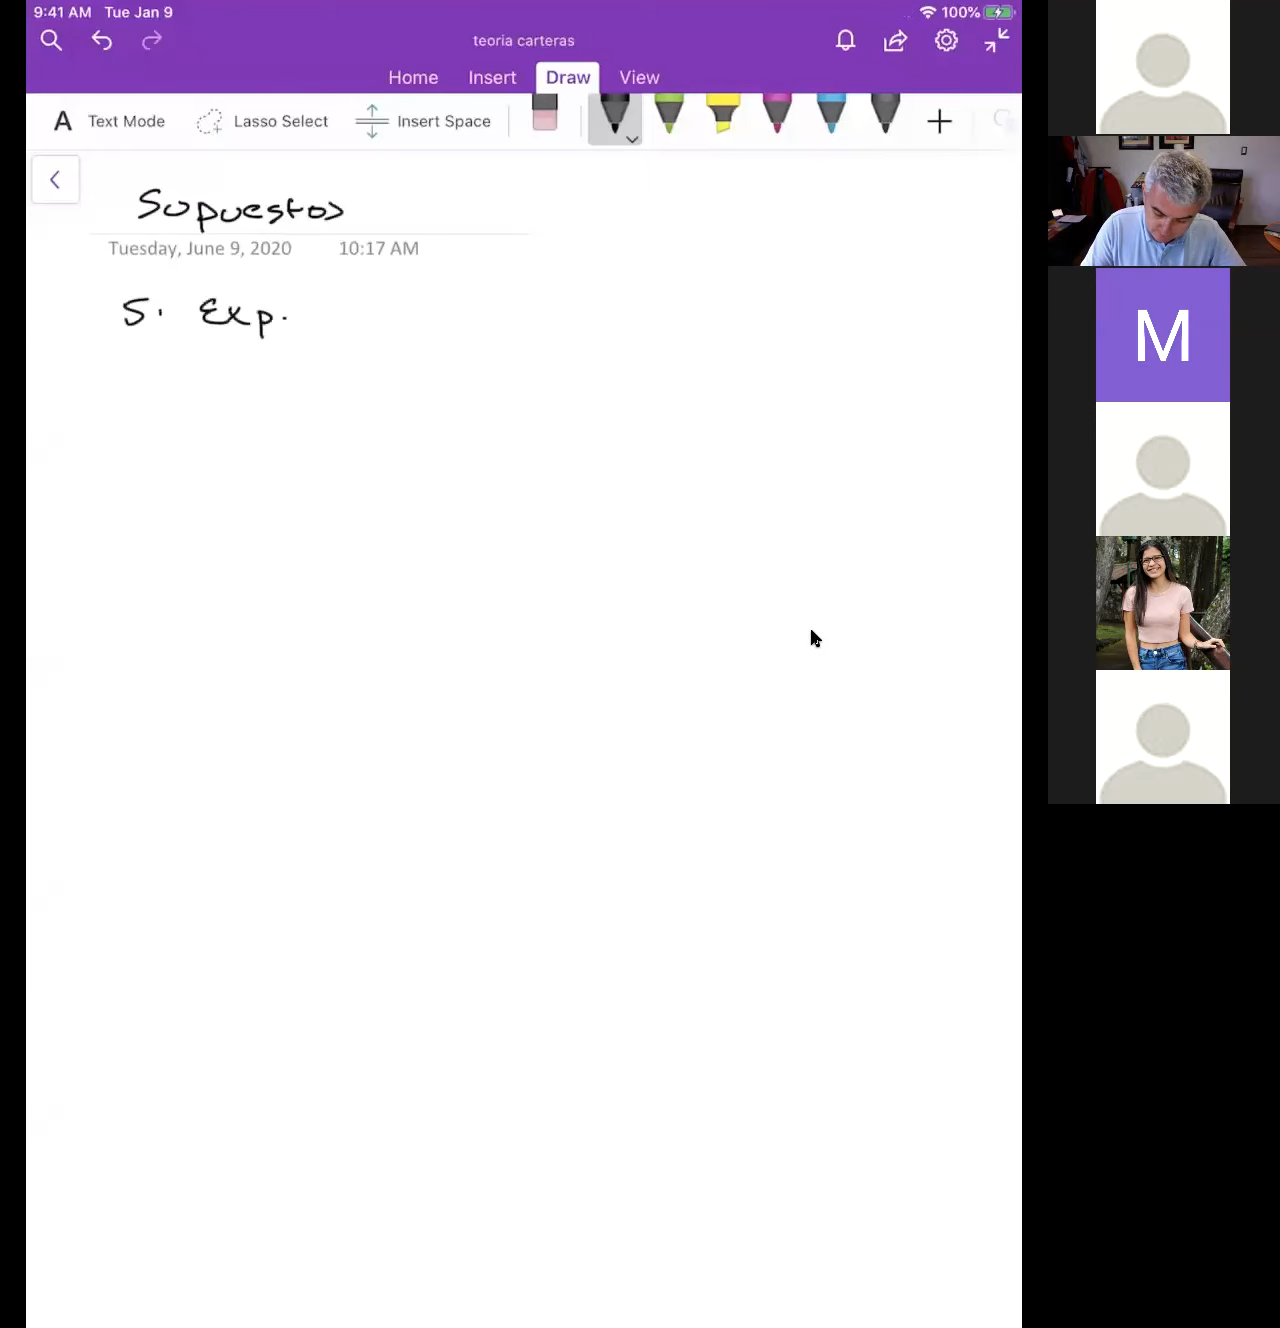 9:41 AM Tue Jan 9
100%
teoria carteras
Home Insert Draw View
A Text Mode Lasso Select Insert Space
Supuestos
Tuesday, June 9, 2020 10:17 AM
5. Exp.
M